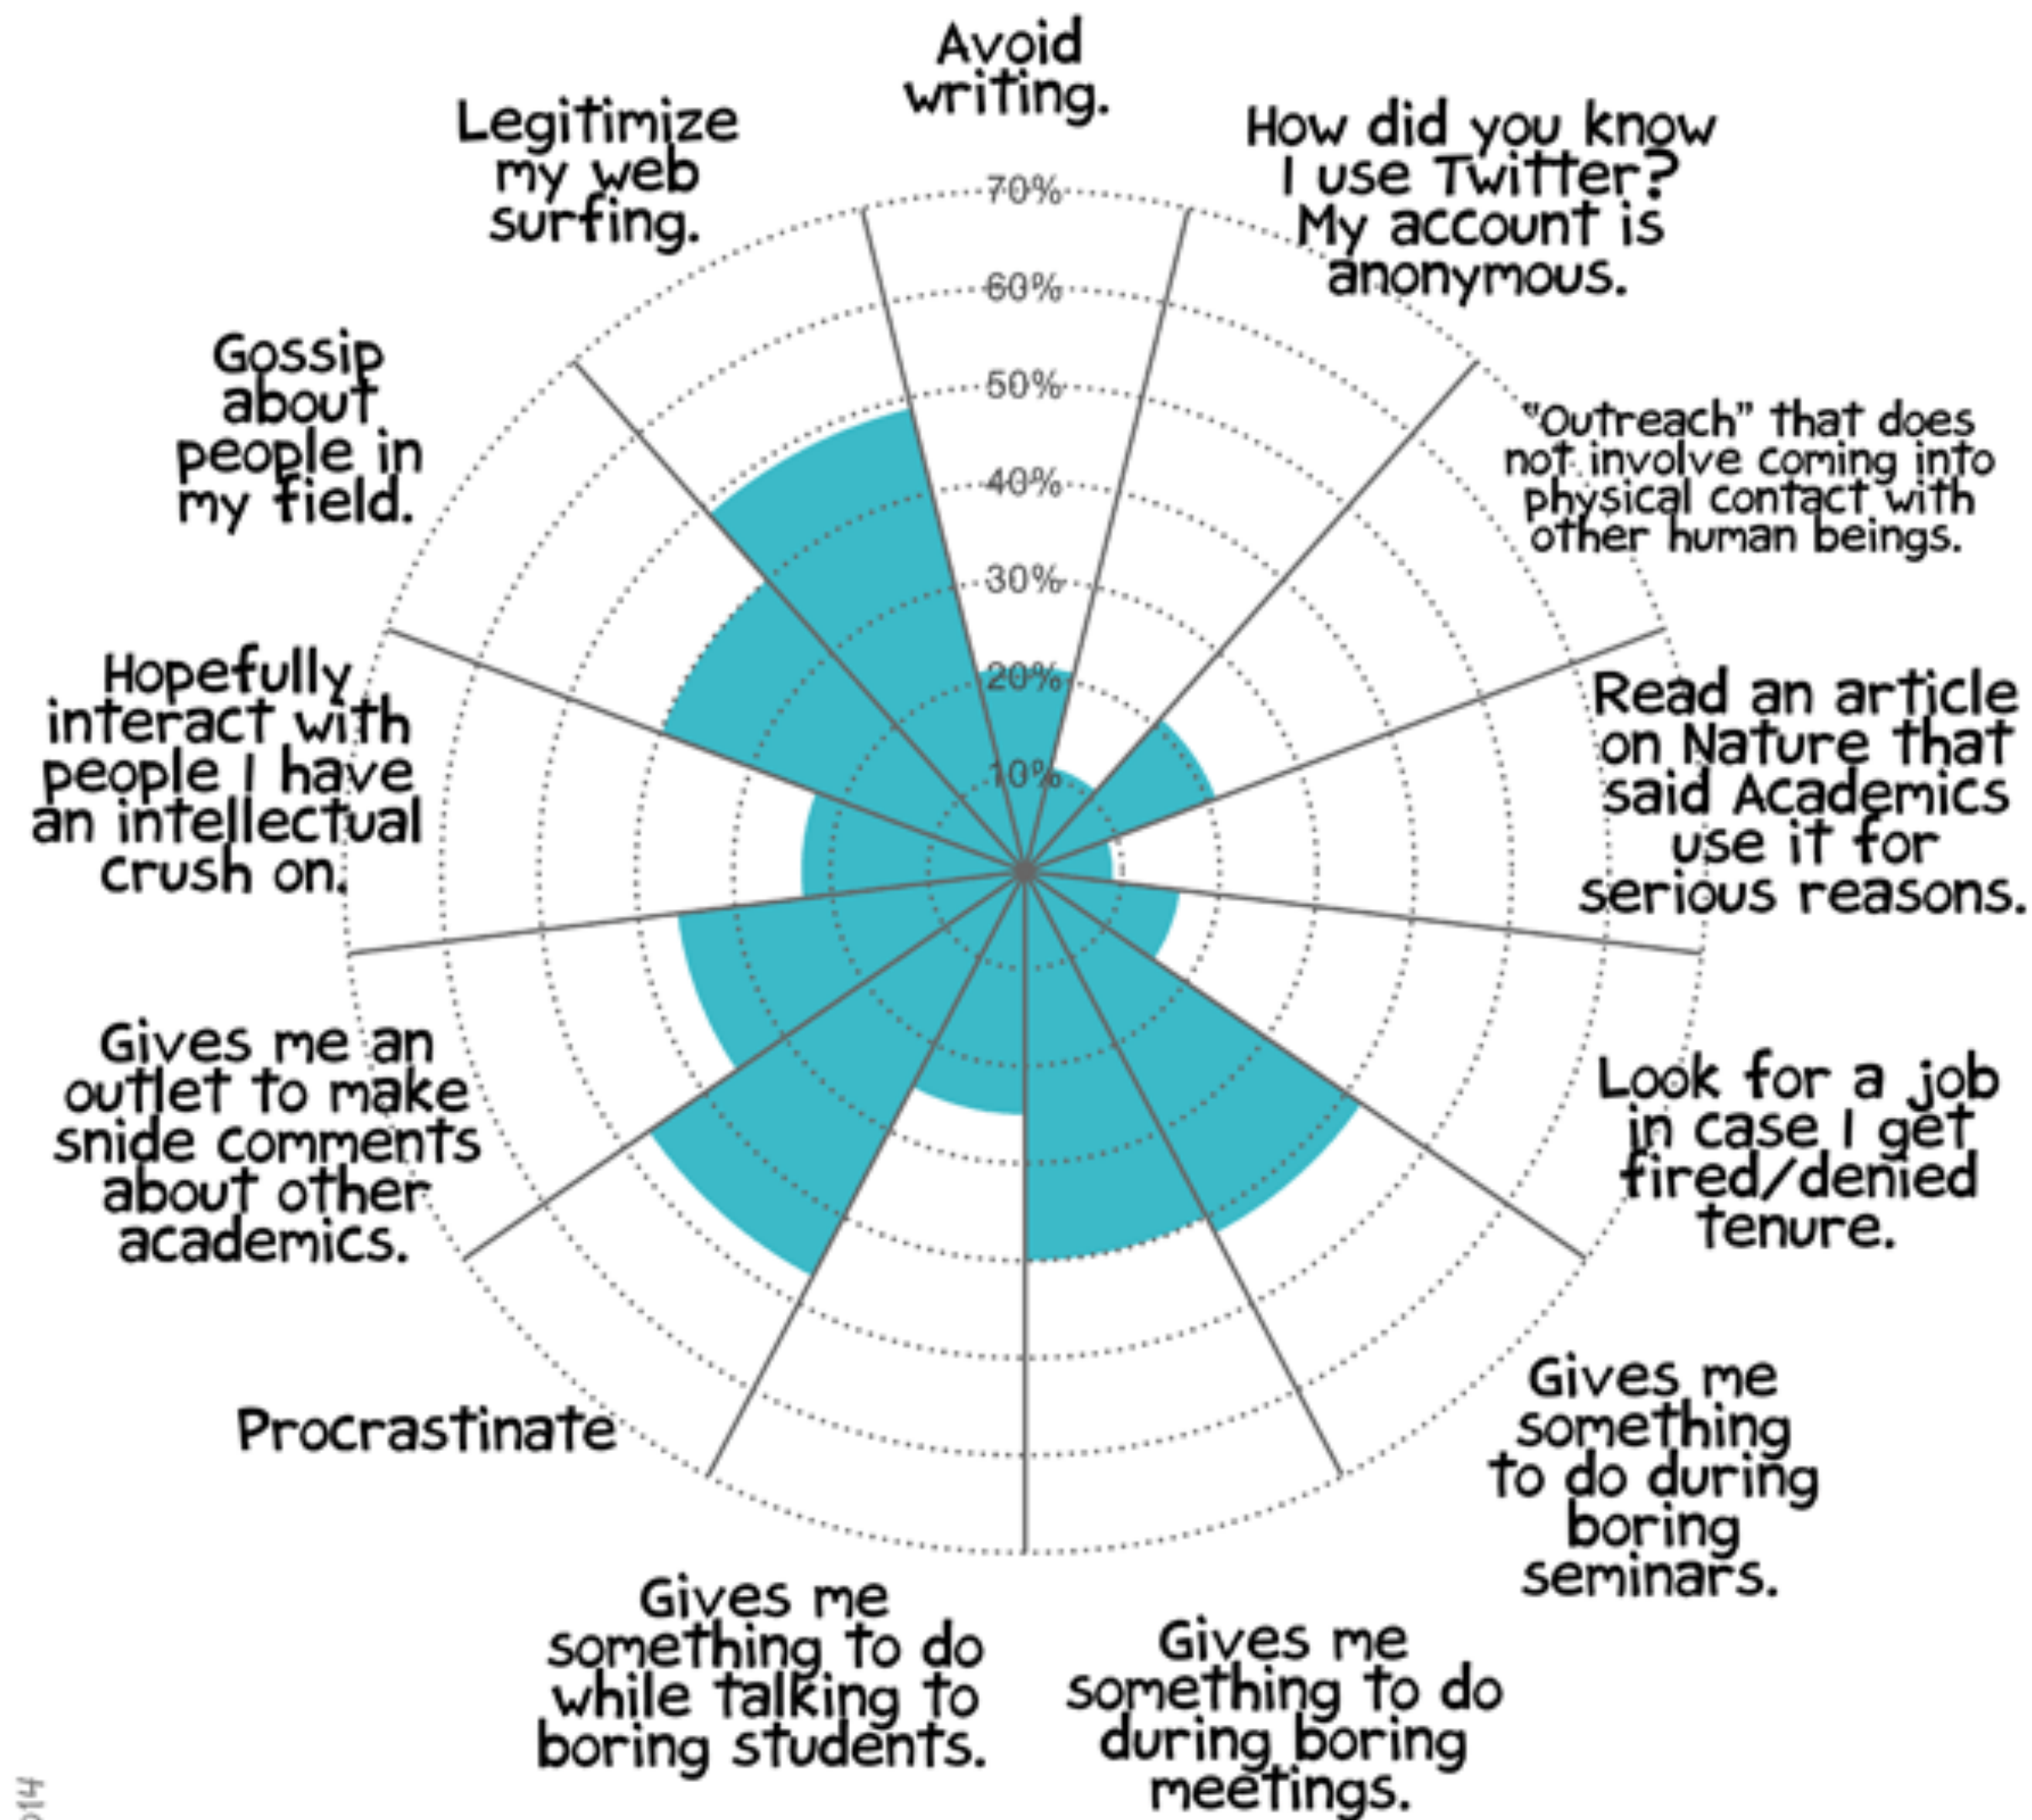 Avoid
writing.
How did you know
I use Twitter?
My account is
anonymous.
"Outreach" that does
not involve coming into
physical contact with
other human beings.
Read an article
on Nature that
said Academics
use it for
serious reasons.
Look for a job
in case I get
fired/denied
tenure.
Gives me
something
to do during
boring
seminars.
Gives me
something to do
during boring
meetings.
Gives me
something to do
while talking to
boring students.
Procrastinate
Gives me an
outlet to make
snide comments
about other
academics.
Hopefully
interact with
people I have
an intellectual
crush on.
Gossip
about
people in
my field.
Legitimize
my web
surfing.
70%
60%
50%
40%
30%
20%
10%